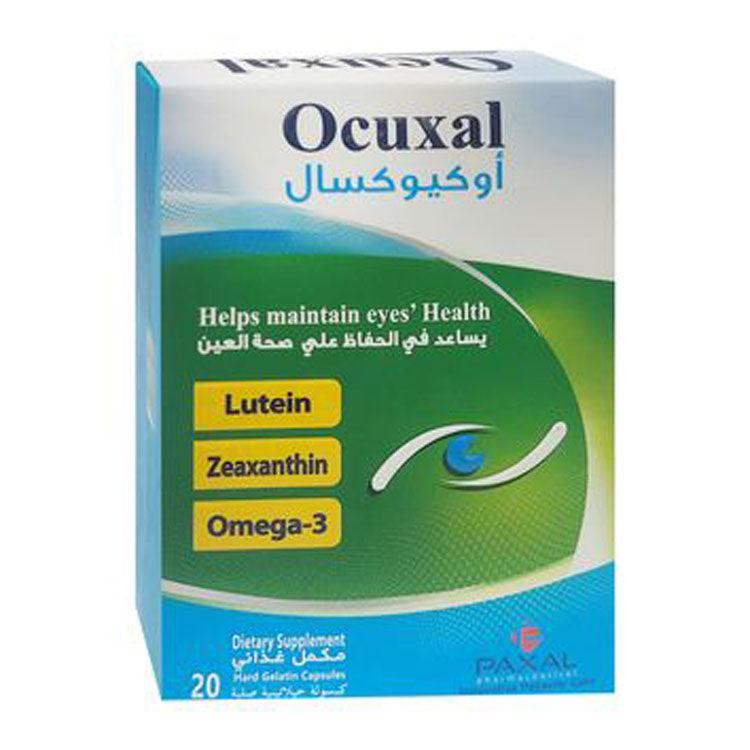 Ocuxal
Ocuxal
أوكيوكسال
Helps maintain eyes' Health
يساعد في الحفاظ علي صحة العين
Lutein
Zeaxanthin
Omega-3
Dietary Supplement
مكمل غذائي
20 Hard Gelatin Capsules
كبسولة جيلاتينية صلبة
PAXAL
pharmaceutical